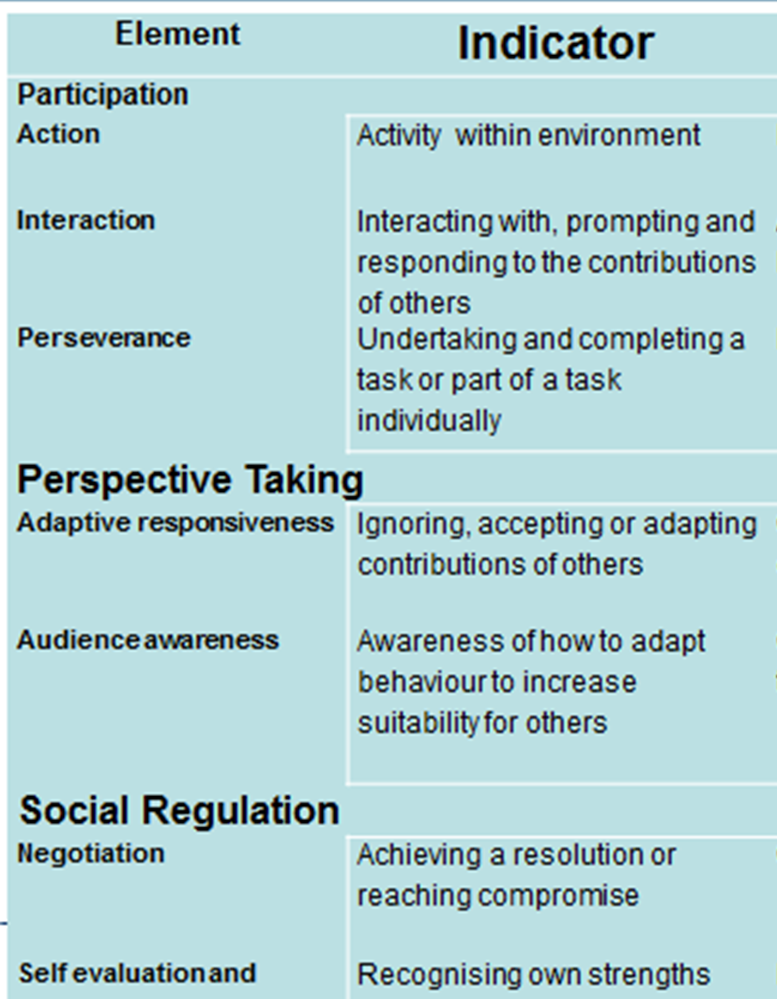 Element Indicator
Participation
Action Activity within environment
Interaction Interacting with, prompting and
responding to the contributions
of others
Perseverance Undertaking and completing a
task or part of a task
individually
Perspective Taking
Adaptive responsiveness Ignoring, accepting or adapting
contributions of others
Audience awareness Awareness of how to adapt
behaviour to increase
suitability for others
Social Regulation
Negotiation Achieving a resolution or
reaching compromise
Self evaluation and Recognising own strengths